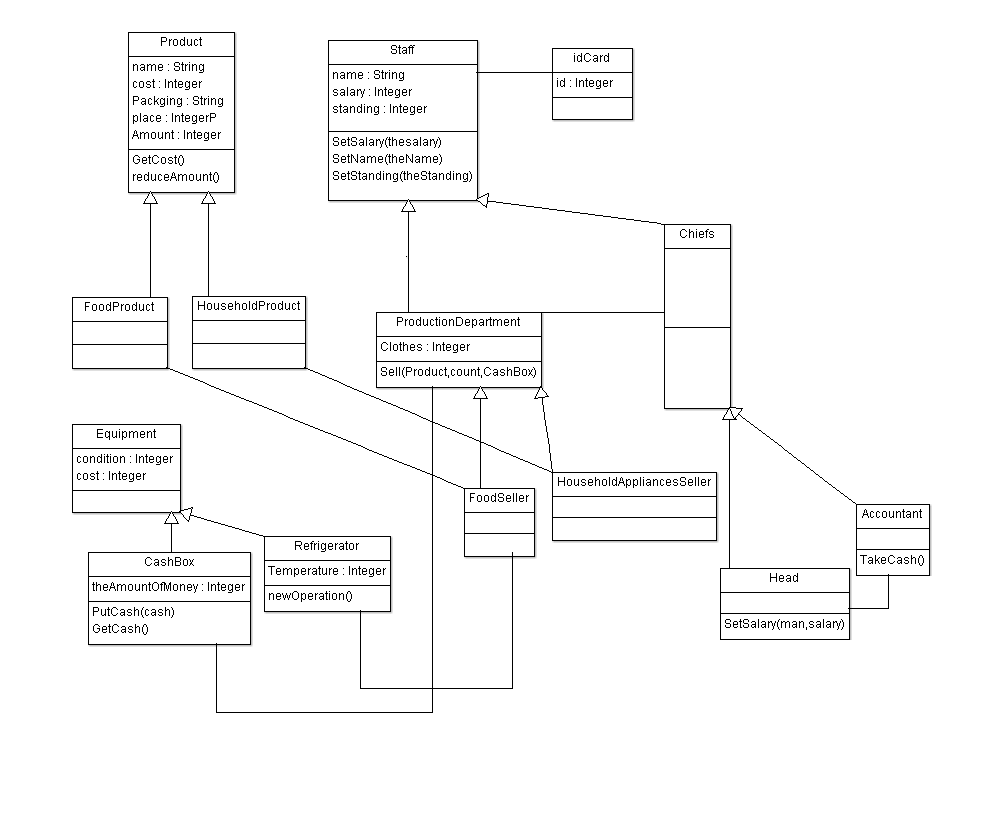 Product
name : String
cost : Integer
Packging : String
place : IntegerP
Amount : Integer
GetCost()
reduceAmount()
Staff
name : String
salary : Integer
standing : Integer
SetSalary(thesalary)
SetName(theName)
SetStanding(theStanding)
idCard
id : Integer
Chiefs
FoodProduct
HouseholdProduct
ProductionDepartment
Clothes : Integer
Sell(Product,count,CashBox)
Equipment
condition : Integer
cost : Integer
FoodSeller
HouseholdAppliancesSeller
CashBox
theAmountOfMoney : Integer
PutCash(cash)
GetCash()
Refrigerator
Temperature : Integer
newOperation()
Accountant
TakeCash()
Head
SetSalary(man,salary)